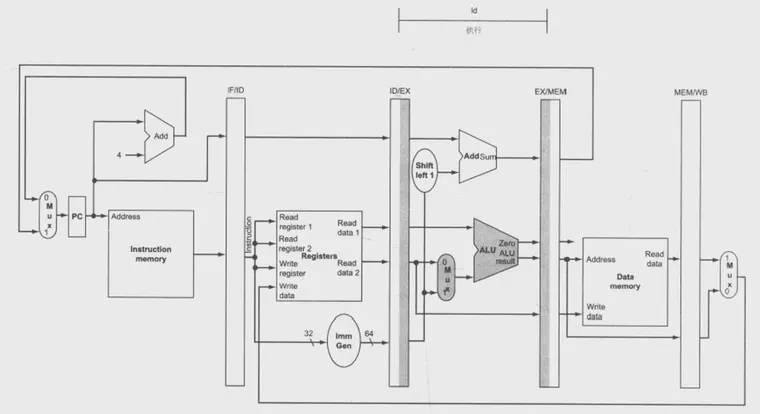 ld
执行
IF/ID
ID/EX
EX/MEM
MEM/WB
Add
4
Add Sum
Shift
left 1
0
M
u
x
1
PC
Address
Instruction
memory
Instruction
Read
register 1
Read
register 2
Write
register
Write
data
Registers
Read
data 1
Read
data 2
0
M
u
x
1
ALU
Zero
ALU
result
Address
Read
data
Data
memory
Write
data
1
M
u
x
0
32
Imm
Gen
64